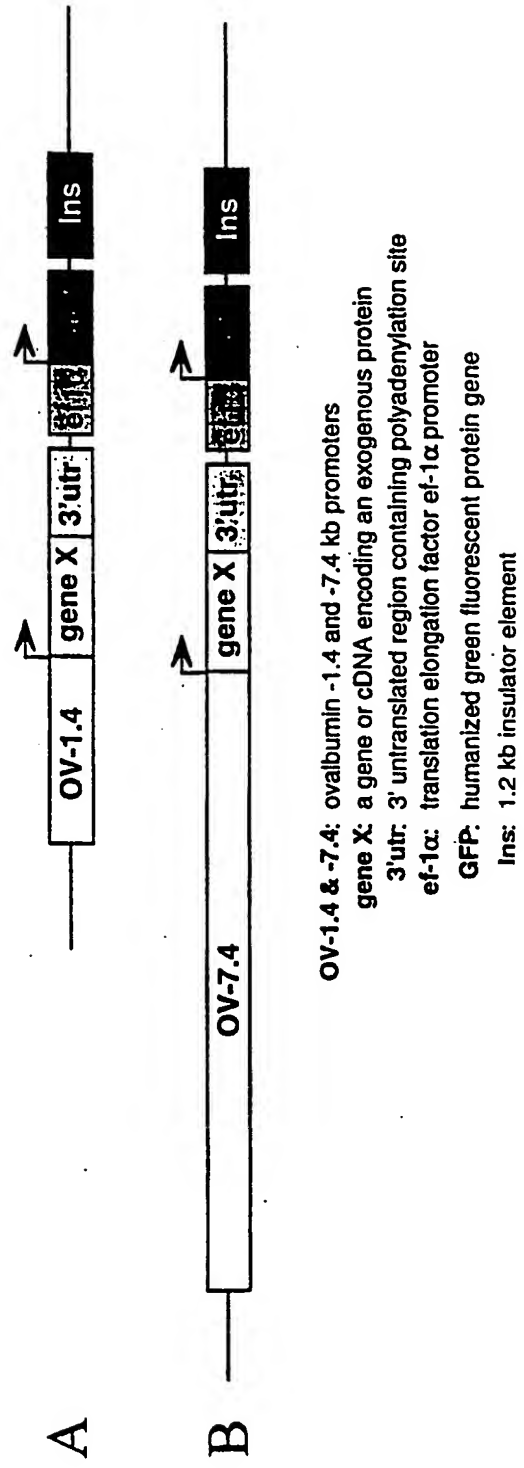 A OV-1.4 gene X 3'utr Ins
B OV-7.4 gene X 3'utr Ins
OV-1.4 & -7.4: ovalbumin -1.4 and -7.4 kb promoters
gene X: a gene or cDNA encoding an exogenous protein
3'utr: 3' untranslated region containing polyadenylation site
ef-1α: translation elongation factor ef-1α promoter
GFP: humanized green fluorescent protein gene
Ins: 1.2 kb insulator element